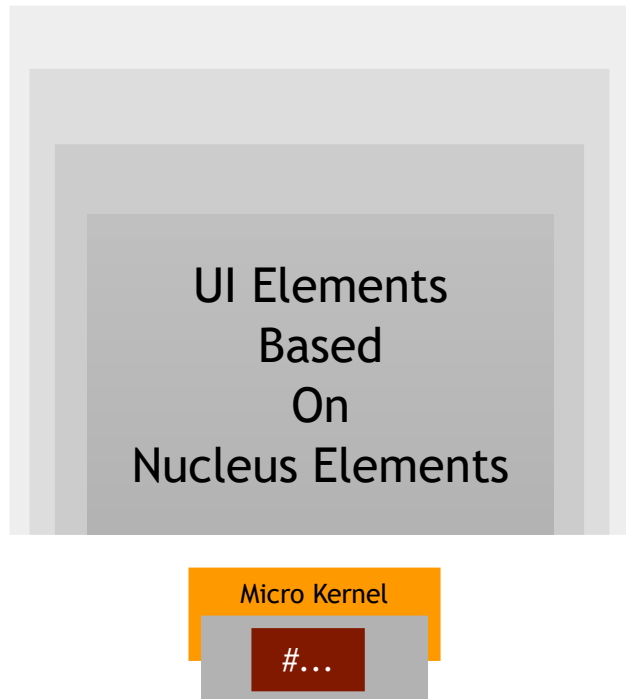 UI Elements
Based
On
Nucleus Elements
Micro Kernel
#...